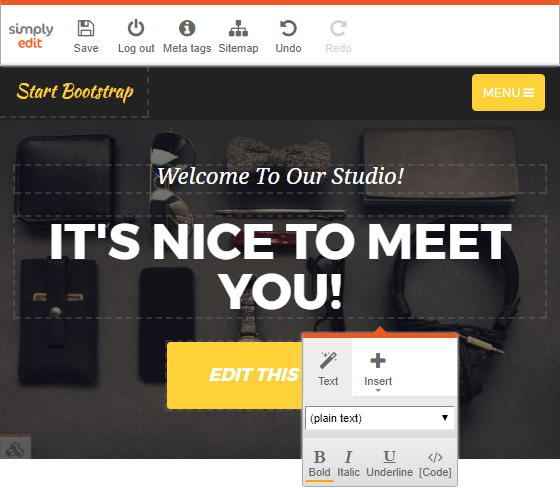 simply
edit
Save
Log out
Meta tags
Sitemap
Undo
Redo
Start Bootstrap
MENU
Welcome To Our Studio!
IT'S NICE TO MEET
YOU!
EDIT THIS
Text
Insert
(plain text)
B
I
U
</>
Bold
Italic
Underline
[Code]